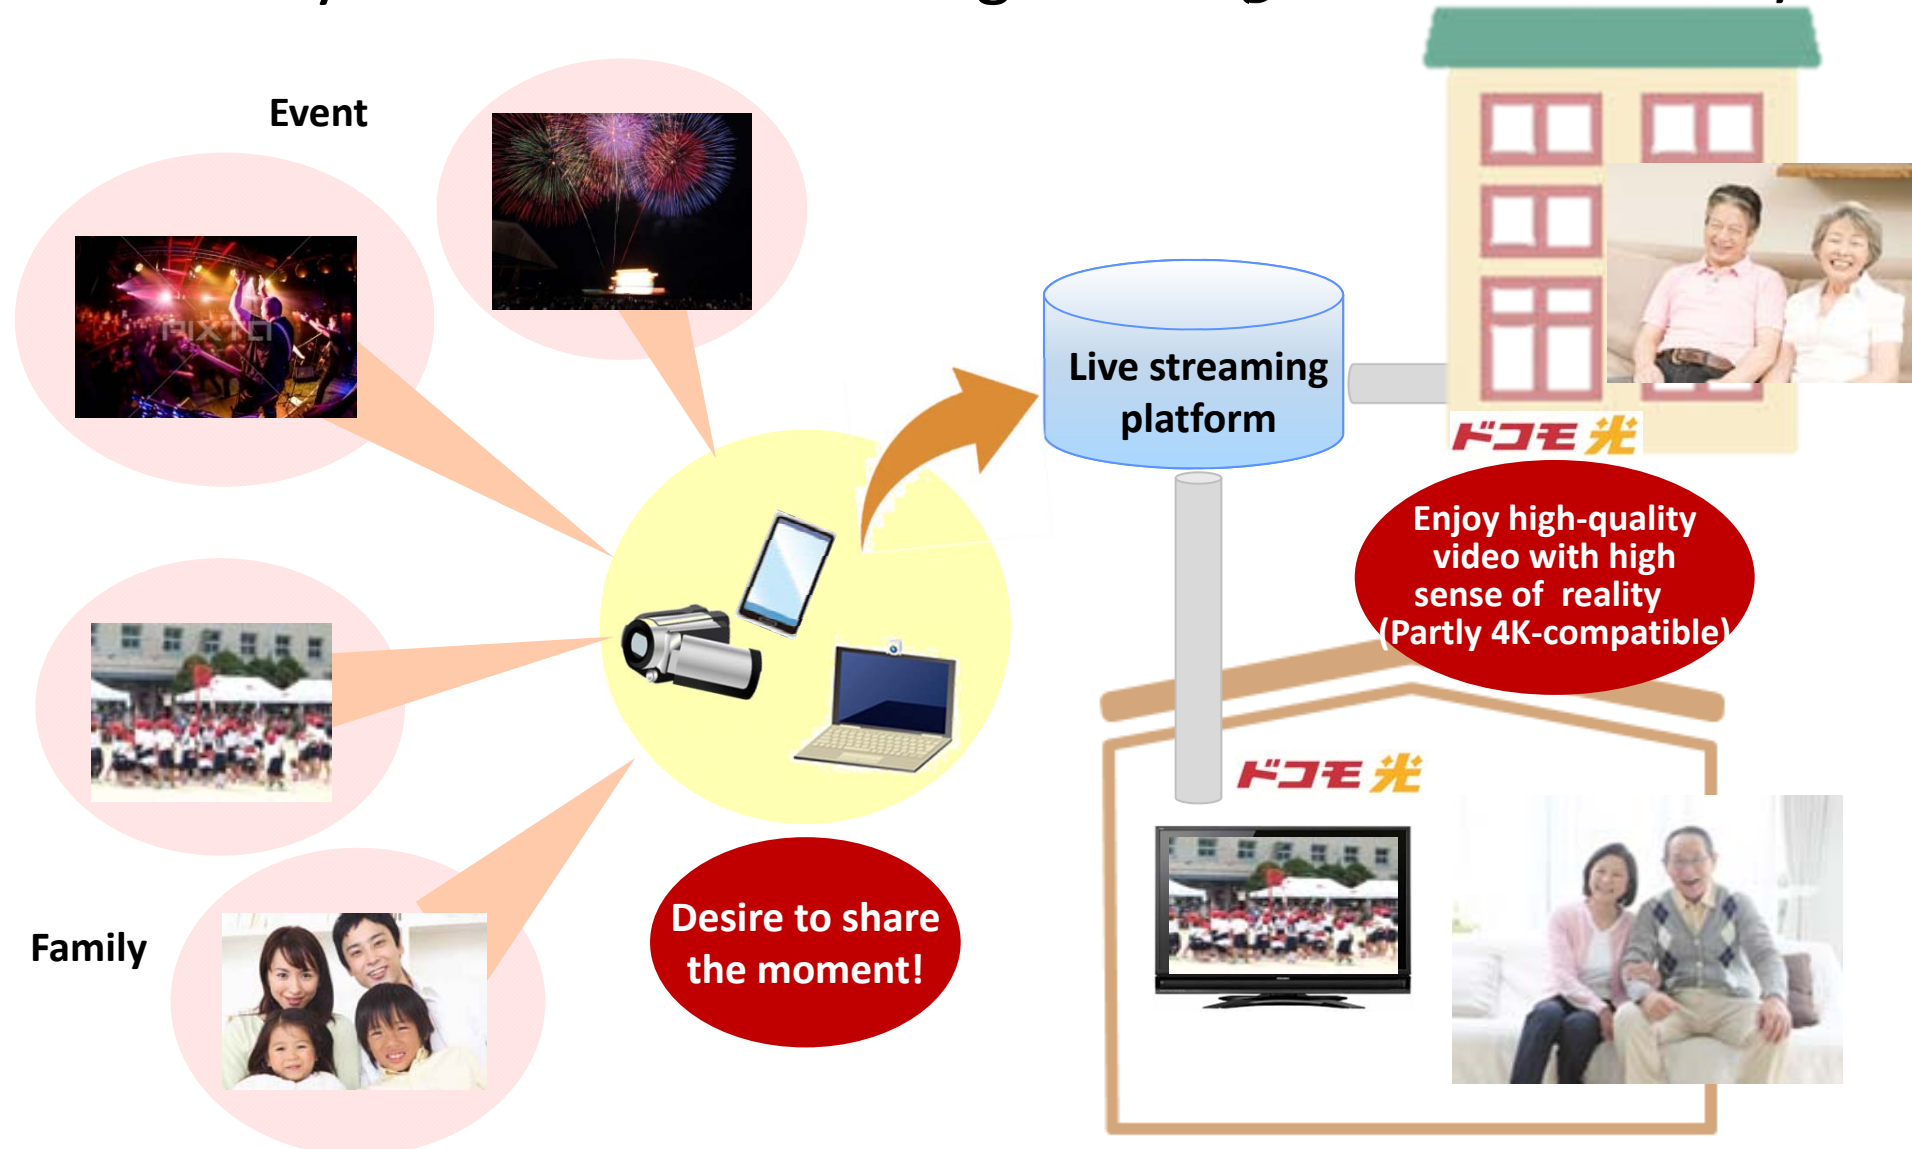 Event
PIXTA
Live streaming
platform
ドコモ光
Enjoy high-quality
video with high
sense of reality
(Partly 4K-compatible)
ドコモ光
Desire to share
the moment!
Family